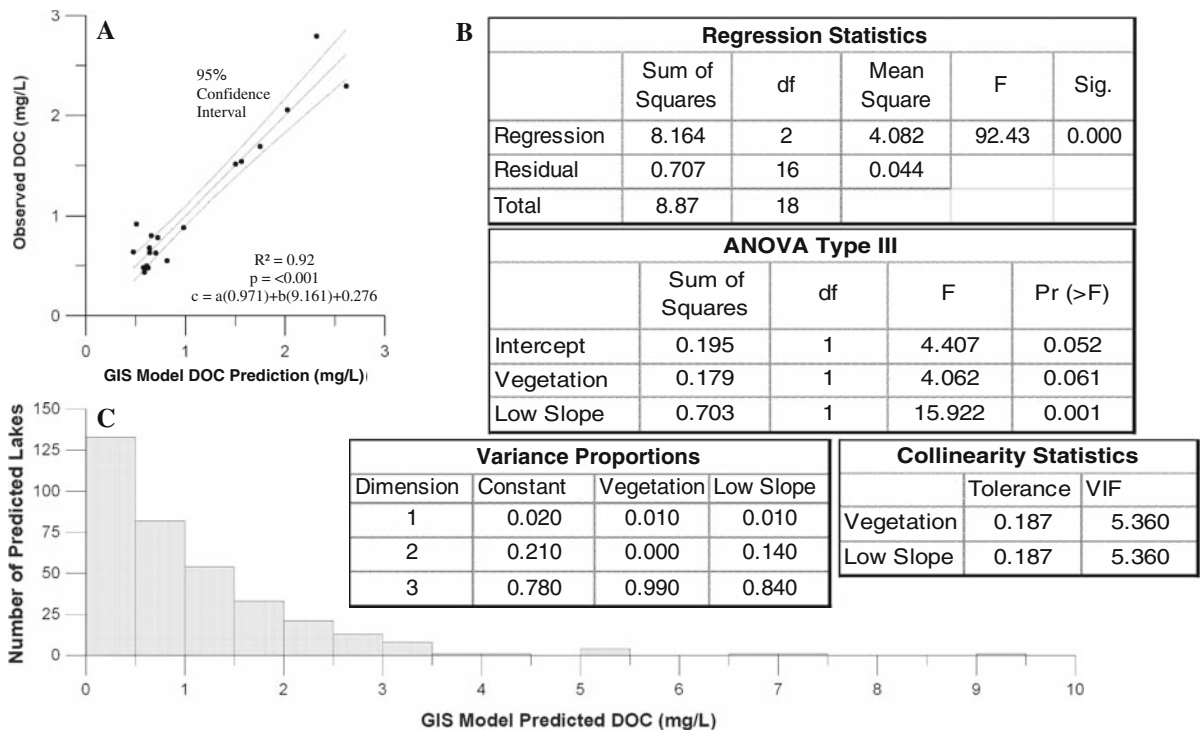 A
3
2
1
0
Observed DOC (mg/L)
95%
Confidence
Interval
R² = 0.92
p = <0.001
c = a(0.971)+b(9.161)+0.276
0 1 2 3
GIS Model DOC Prediction (mg/L)
B
Regression Statistics
Sum of Squares df Mean Square F Sig.
Regression 8.164 2 4.082 92.43 0.000
Residual 0.707 16 0.044
Total 8.87 18
ANOVA Type III
Sum of Squares df F Pr (>F)
Intercept 0.195 1 4.407 0.052
Vegetation 0.179 1 4.062 0.061
Low Slope 0.703 1 15.922 0.001
Variance Proportions
Dimension Constant Vegetation Low Slope
1 0.020 0.010 0.010
2 0.210 0.000 0.140
3 0.780 0.990 0.840
Collinearity Statistics
Tolerance VIF
Vegetation 0.187 5.360
Low Slope 0.187 5.360
C
150
125
100
75
50
25
0
Number of Predicted Lakes
0 1 2 3 4 5 6 7 8 9 10
GIS Model Predicted DOC (mg/L)